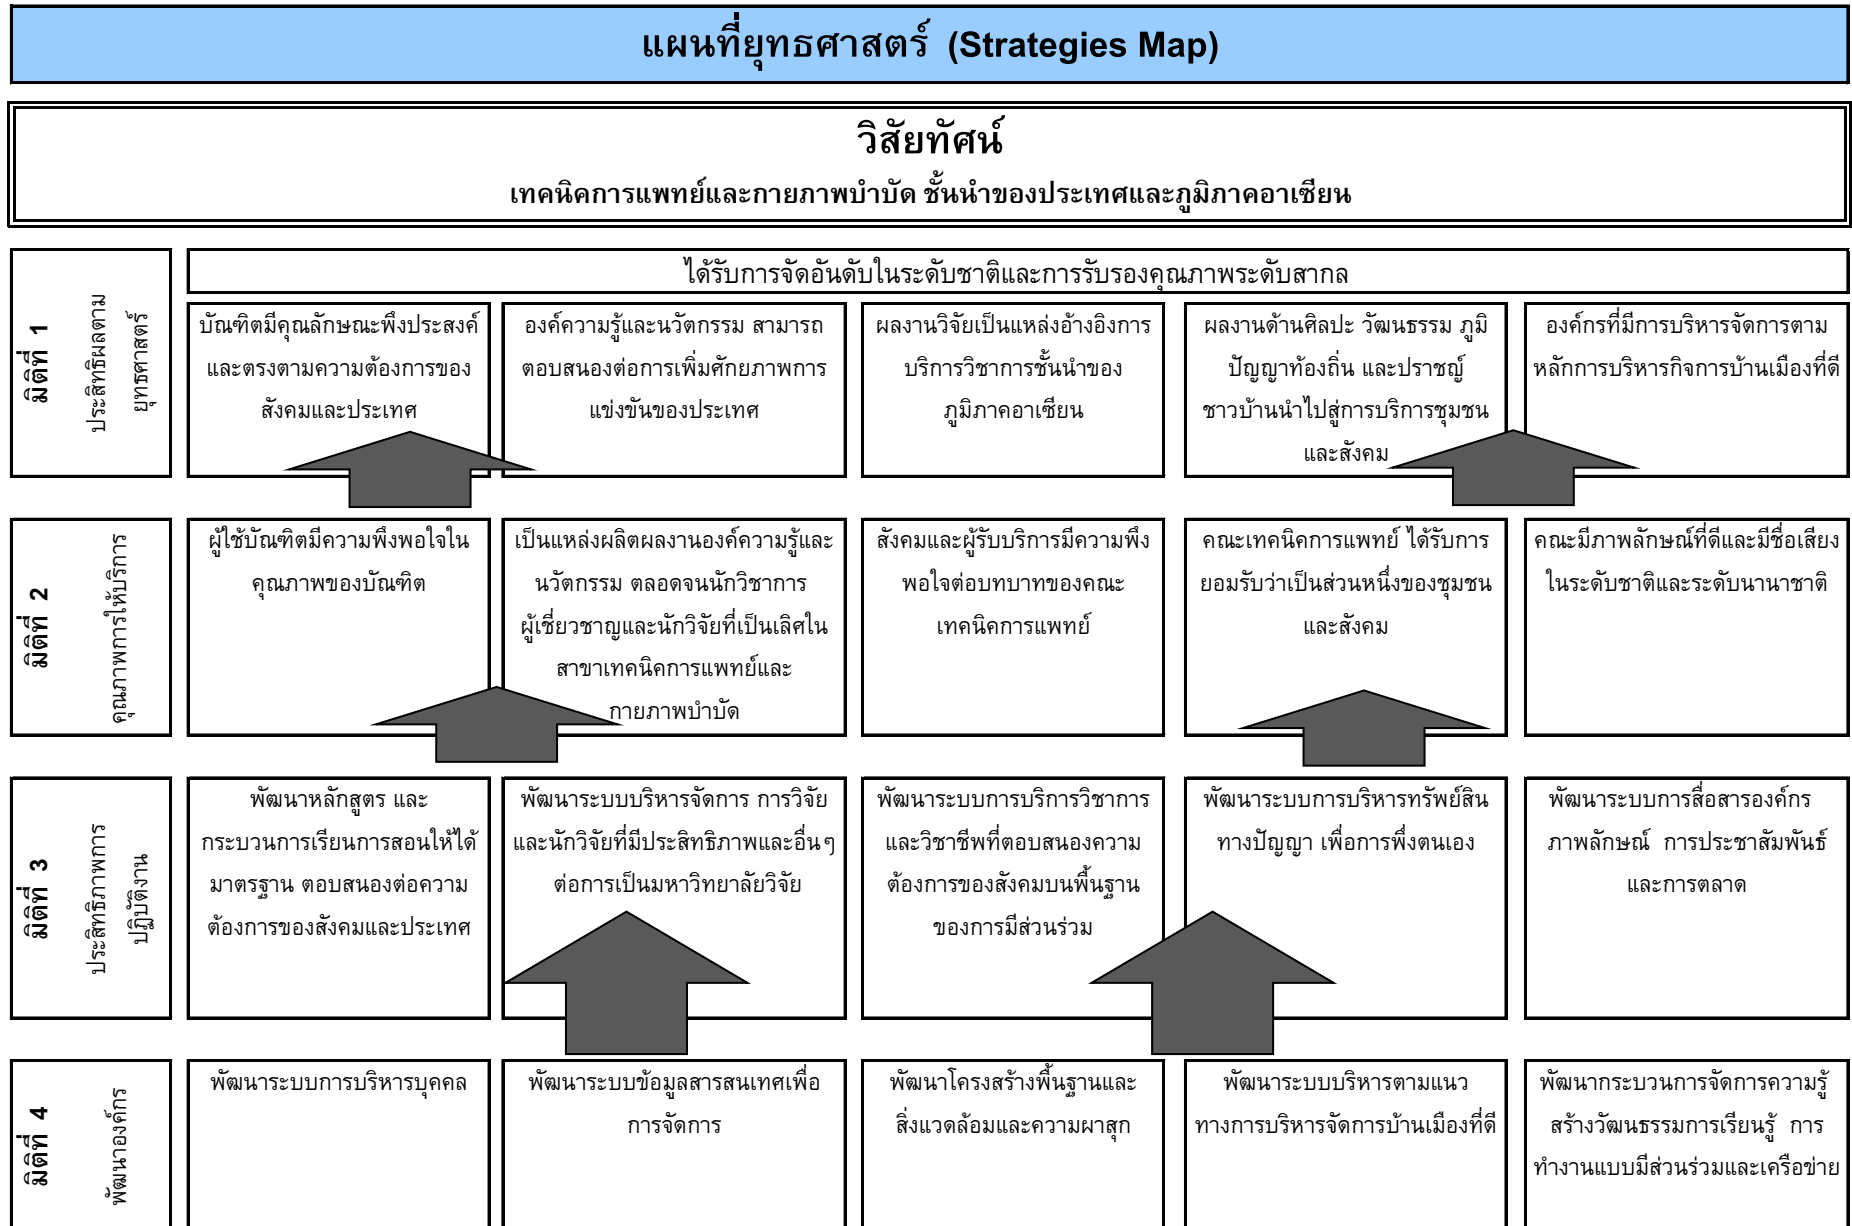 แผนที่ยุทธศาสตร์ (Strategies Map)
วิสัยทัศน์
เทคนิคการแพทย์และกายภาพบำบัด ชั้นนำของประเทศและภูมิภาคอาเซียน
มิติที่ 1
ประสิทธิผลตาม
ยุทธศาสตร์
ได้รับการจัดอันดับในระดับชาติและการรับรองคุณภาพระดับสากล
บัณฑิตมีคุณลักษณะพึงประสงค์
และตรงตามความต้องการของ
สังคมและประเทศ
องค์ความรู้และนวัตกรรม สามารถ
ตอบสนองต่อการเพิ่มศักยภาพการ
แข่งขันของประเทศ
ผลงานวิจัยเป็นแหล่งอ้างอิงการ
บริการวิชาการชั้นนำของ
ภูมิภาคอาเซียน
ผลงานด้านศิลปะ วัฒนธรรม ภูมิ
ปัญญาท้องถิ่น และปราชญ์
ชาวบ้านนำไปสู่การบริการชุมชน
และสังคม
องค์กรที่มีการบริหารจัดการตาม
หลักการบริหารกิจการบ้านเมืองที่ดี
มิติที่ 2
คุณภาพการให้บริการ
ผู้ใช้บัณฑิตมีความพึงพอใจใน
คุณภาพของบัณฑิต
เป็นแหล่งผลิตผลงานองค์ความรู้และ
นวัตกรรม ตลอดจนนักวิชาการ
ผู้เชี่ยวชาญและนักวิจัยที่เป็นเลิศใน
สาขาเทคนิคการแพทย์และ
กายภาพบำบัด
สังคมและผู้รับบริการมีความพึง
พอใจต่อบทบาทของคณะ
เทคนิคการแพทย์
คณะเทคนิคการแพทย์ ได้รับการ
ยอมรับว่าเป็นส่วนหนึ่งของชุมชน
และสังคม
คณะมีภาพลักษณ์ที่ดีและมีชื่อเสียง
ในระดับชาติและระดับนานาชาติ
มิติที่ 3
ประสิทธิภาพการ
ปฏิบัติงาน
พัฒนาหลักสูตร และ
กระบวนการเรียนการสอนให้ได้
มาตรฐาน ตอบสนองต่อความ
ต้องการของสังคมและประเทศ
พัฒนาระบบบริหารจัดการ การวิจัย
และนักวิจัยที่มีประสิทธิภาพและอื่นๆ
ต่อการเป็นมหาวิทยาลัยวิจัย
พัฒนาระบบการบริการวิชาการ
และวิชาชีพที่ตอบสนองความ
ต้องการของสังคมบนพื้นฐาน
ของการมีส่วนร่วม
พัฒนาระบบการบริหารทรัพย์สิน
ทางปัญญา เพื่อการพึ่งตนเอง
พัฒนาระบบการสื่อสารองค์กร
ภาพลักษณ์ การประชาสัมพันธ์
และการตลาด
มิติที่ 4
พัฒนาองค์กร
พัฒนาระบบการบริหารบุคคล
พัฒนาระบบข้อมูลสารสนเทศเพื่อ
การจัดการ
พัฒนาโครงสร้างพื้นฐานและ
สิ่งแวดล้อมและความผาสุก
พัฒนาระบบบริหารตามแนว
ทางการบริหารจัดการบ้านเมืองที่ดี
พัฒนากระบวนการจัดการความรู้
สร้างวัฒนธรรมการเรียนรู้ การ
ทำงานแบบมีส่วนร่วมและเครือข่าย